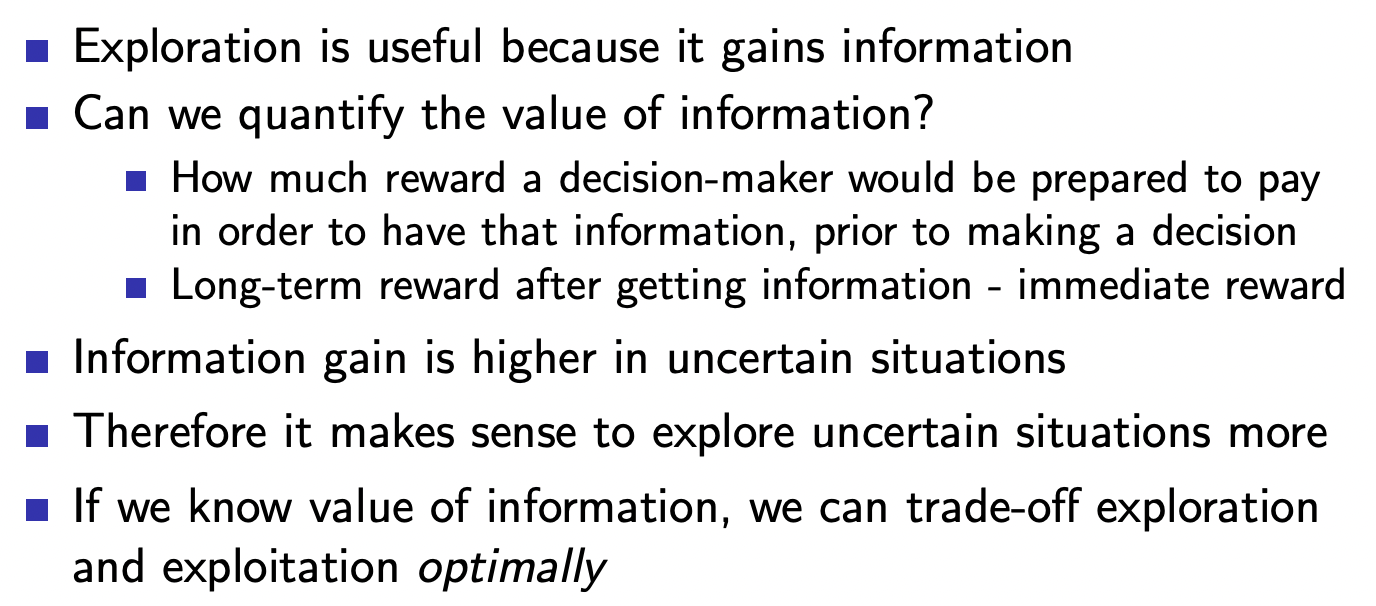 Exploration is useful because it gains information
Can we quantify the value of information?
How much reward a decision-maker would be prepared to pay
in order to have that information, prior to making a decision
Long-term reward after getting information - immediate reward
Information gain is higher in uncertain situations
Therefore it makes sense to explore uncertain situations more
If we know value of information, we can trade-off exploration
and exploitation optimally